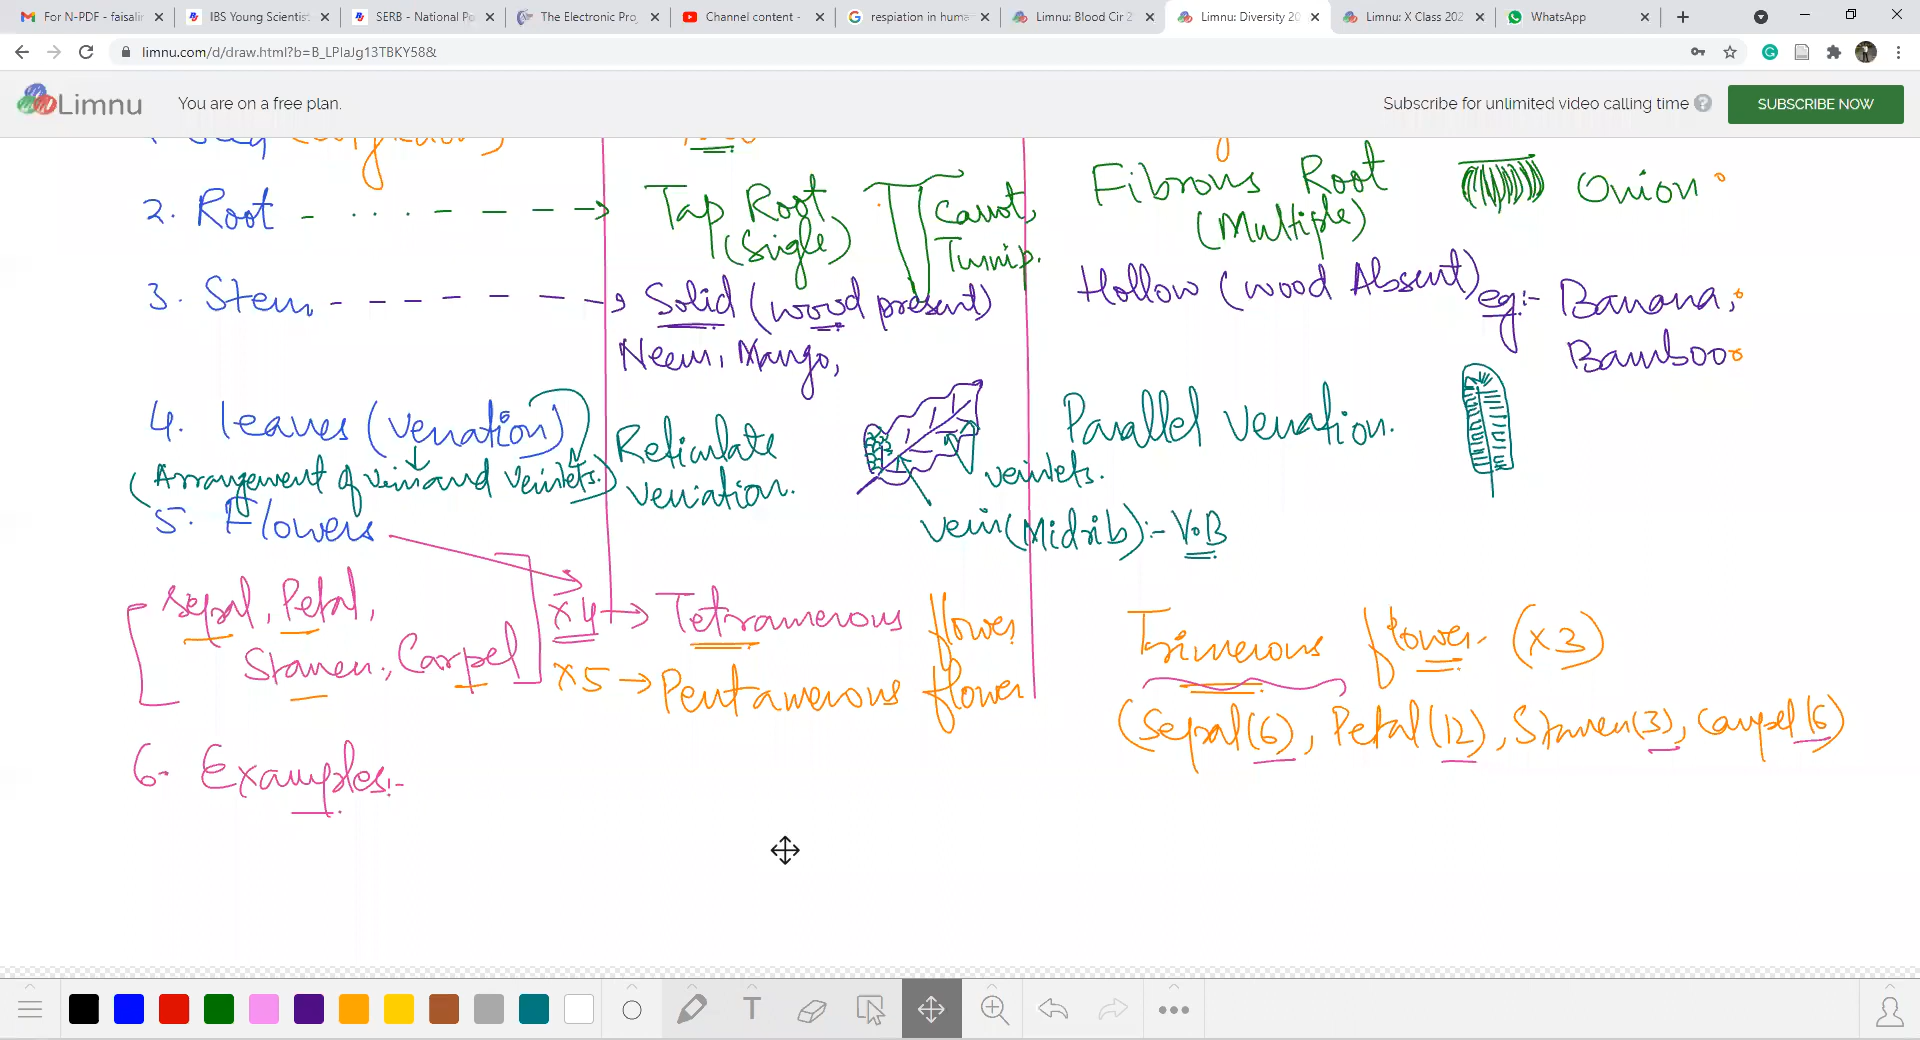 For N-PDF - faisalin
IBS Young Scientist
SERB - National Po
The Electronic Proj
Channel content -
respiation in huma
Limnu: Blood Cir 2
Limnu: Diversity 20
Limnu: X Class 202
WhatsApp
limnu.com/d/draw.html?b=B_LPlaJg13TBKY58&
Limnu
You are on a free plan.
Subscribe for unlimited video calling time
SUBSCRIBE NOW
2. Root - . . . - - - →
Tap Root
(Sigle)
Carrot,
Turnip.
Fibrous Root
(Multiple)
Onion
3. Stem - - - - - - - →
Solid (wood present)
Neem, Mango,
Hollow (wood Absent)
eg:- Banana,
Bamboo
4. leaves (venation)
(Arrangement of vein and veinlets.)
Reticulate
venation.
veinlets.
vein (Midrib) :- V.B
Parallel venation.
5. Flowers
[Sepal, Petal,
Stamen, Carpel]
x4 → Tetramerous flower
x5 → Pentamerous flower
Trimerous flower (x3)
(Sepal(6), Petal(12), Stamen(3), Carpel(6)
6. Examples:-
T